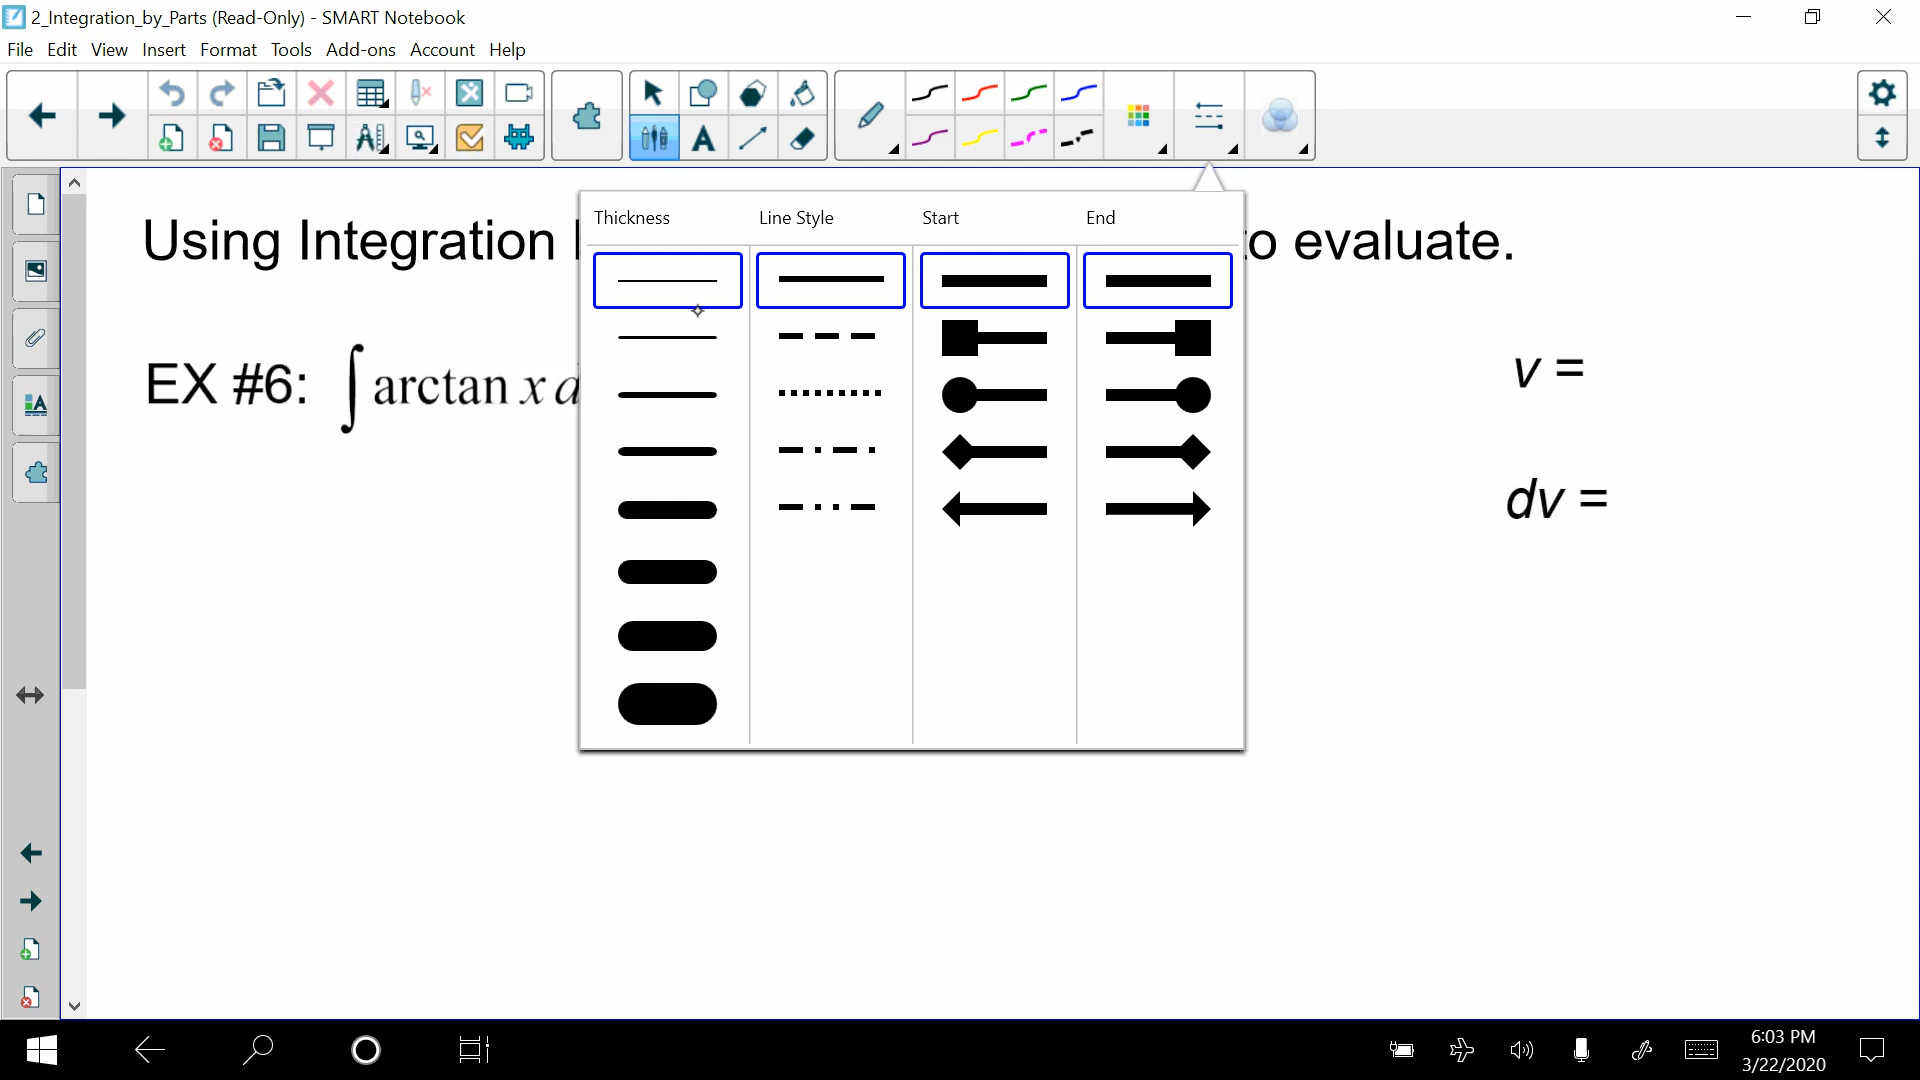 2_Integration_by_Parts (Read-Only) - SMART Notebook
File Edit View Insert Format Tools Add-ons Account Help
Thickness Line Style Start End
Using Integration to evaluate.
EX #6: ∫ arctan x d
v =
dv =
6:03 PM
3/22/2020